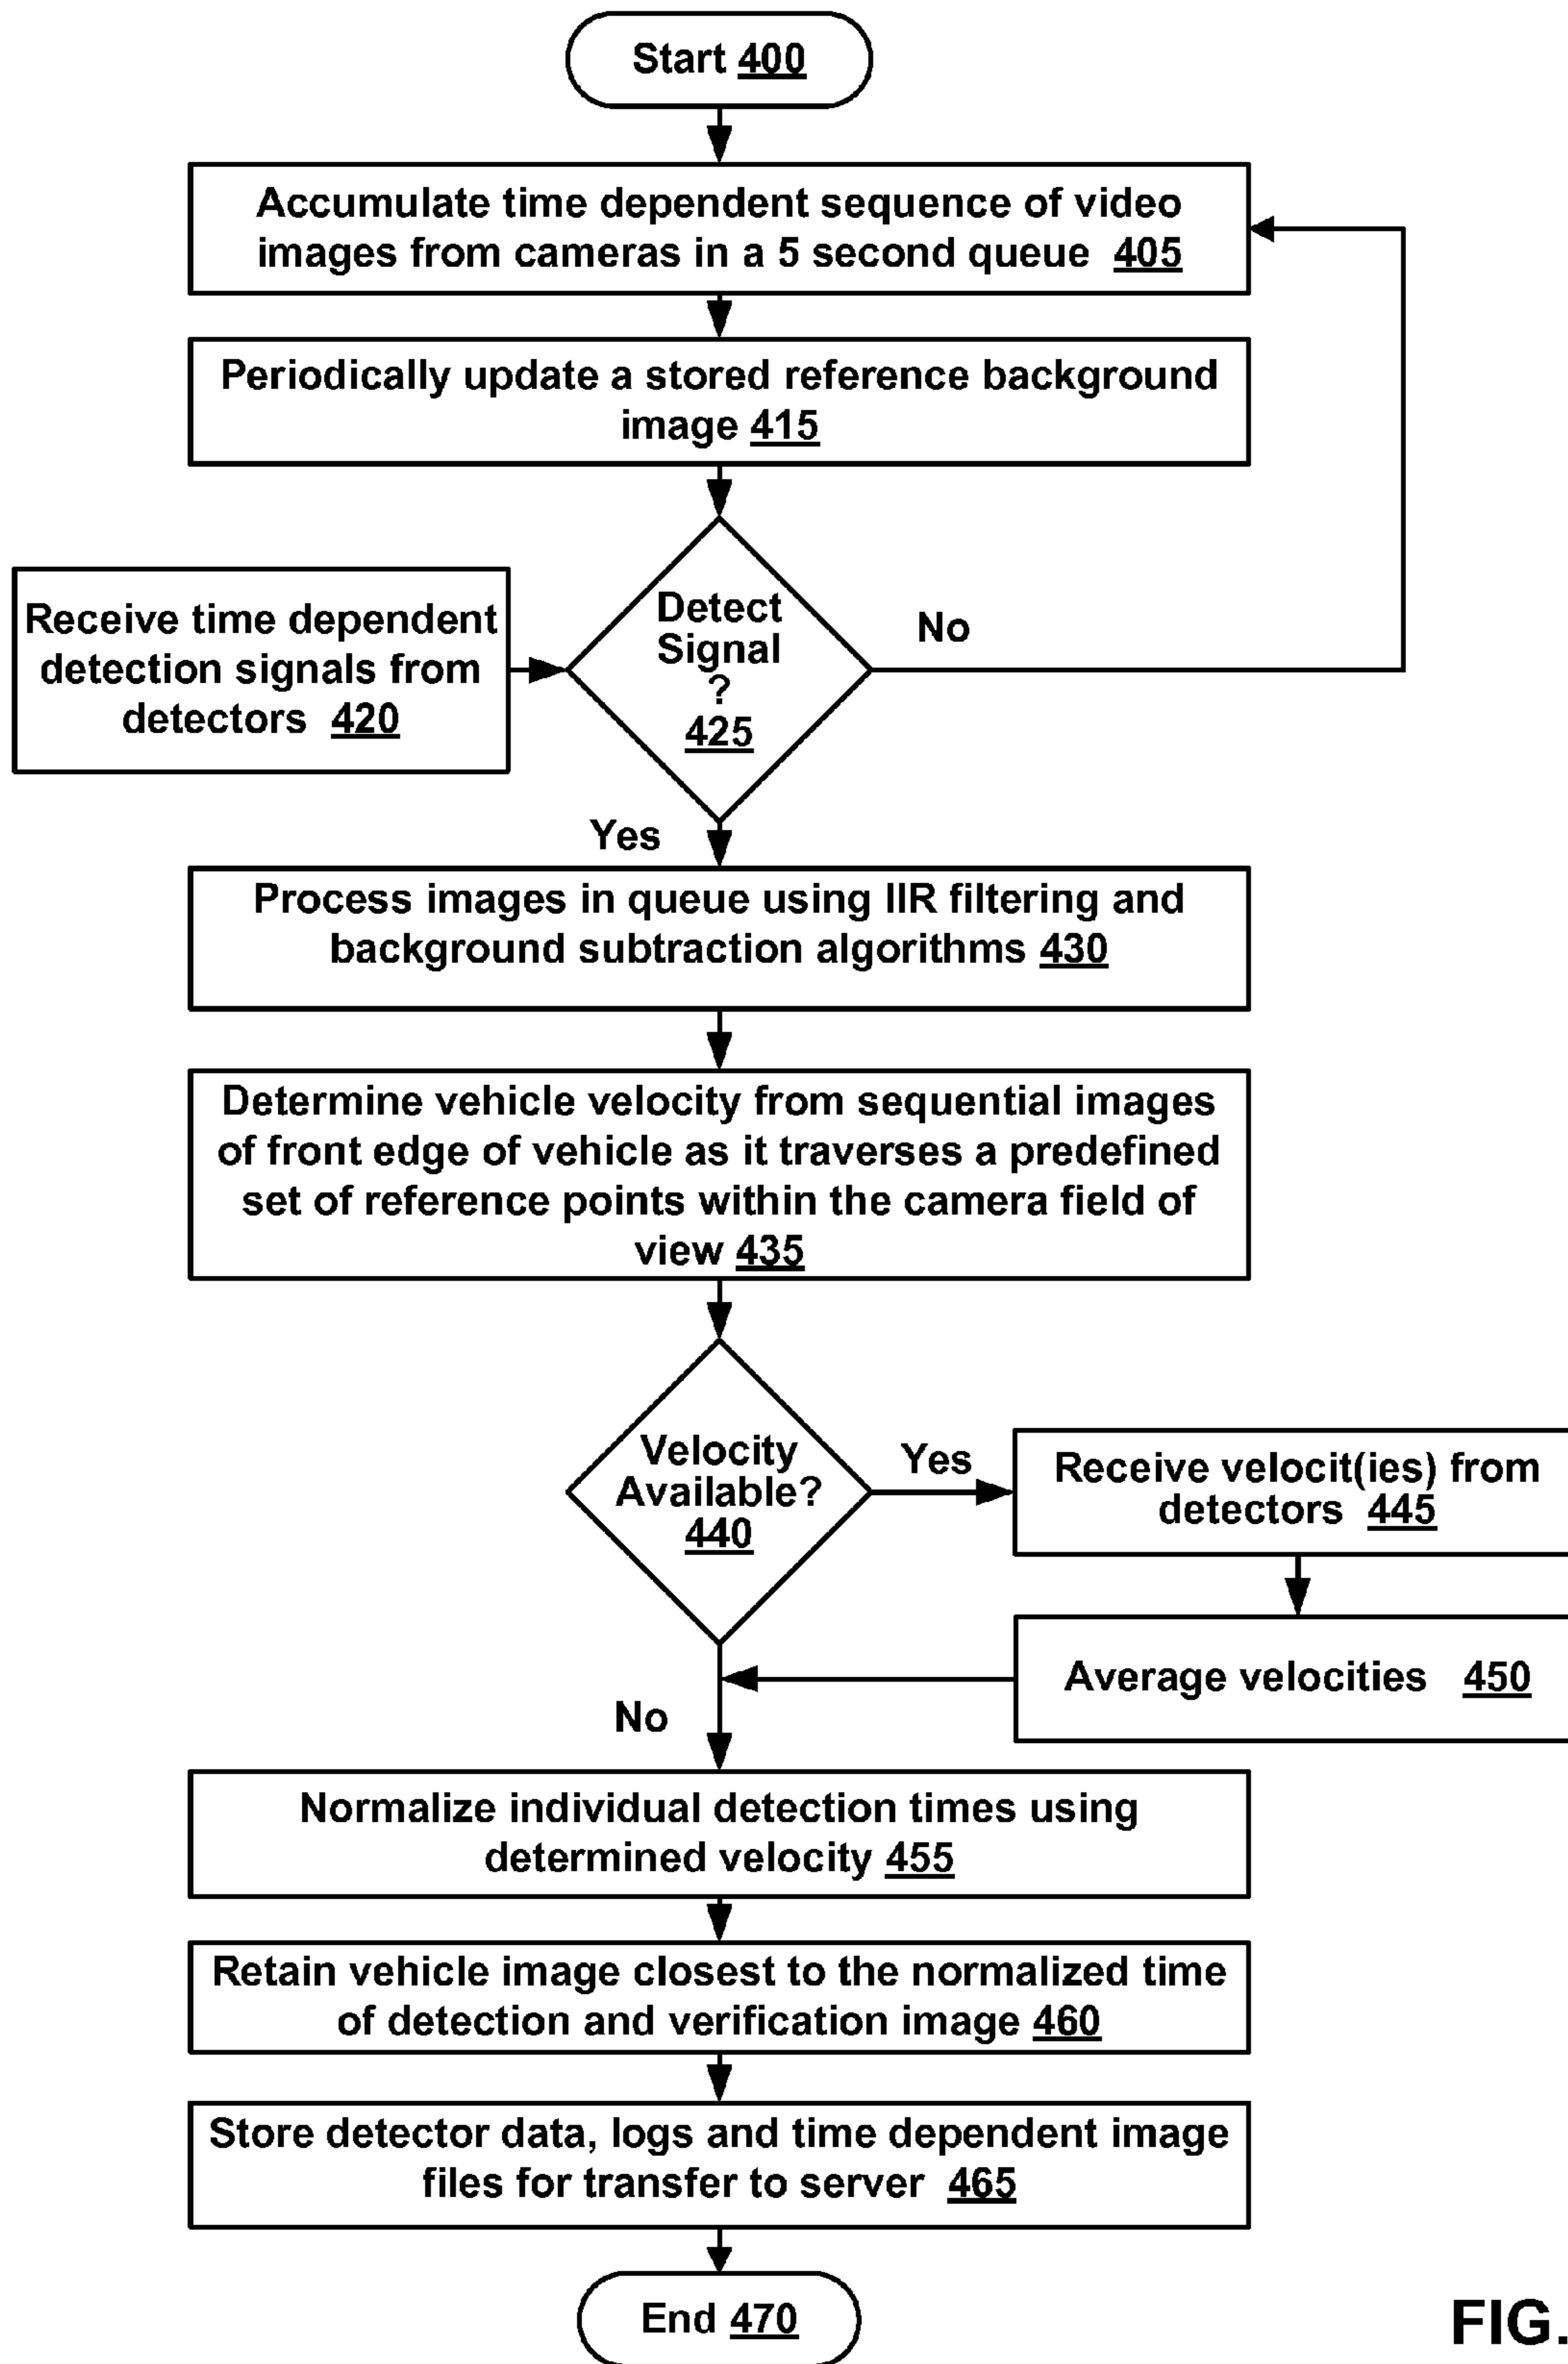 Start 400
Accumulate time dependent sequence of video
images from cameras in a 5 second queue 405
Periodically update a stored reference background
image 415
Receive time dependent
detection signals from
detectors 420
Detect
Signal
?
425
No
Yes
Process images in queue using IIR filtering and
background subtraction algorithms 430
Determine vehicle velocity from sequential images
of front edge of vehicle as it traverses a predefined
set of reference points within the camera field of
view 435
Velocity
Available?
440
Yes
Receive velocit(ies) from
detectors 445
Average velocities 450
No
Normalize individual detection times using
determined velocity 455
Retain vehicle image closest to the normalized time
of detection and verification image 460
Store detector data, logs and time dependent image
files for transfer to server 465
End 470
FIG.